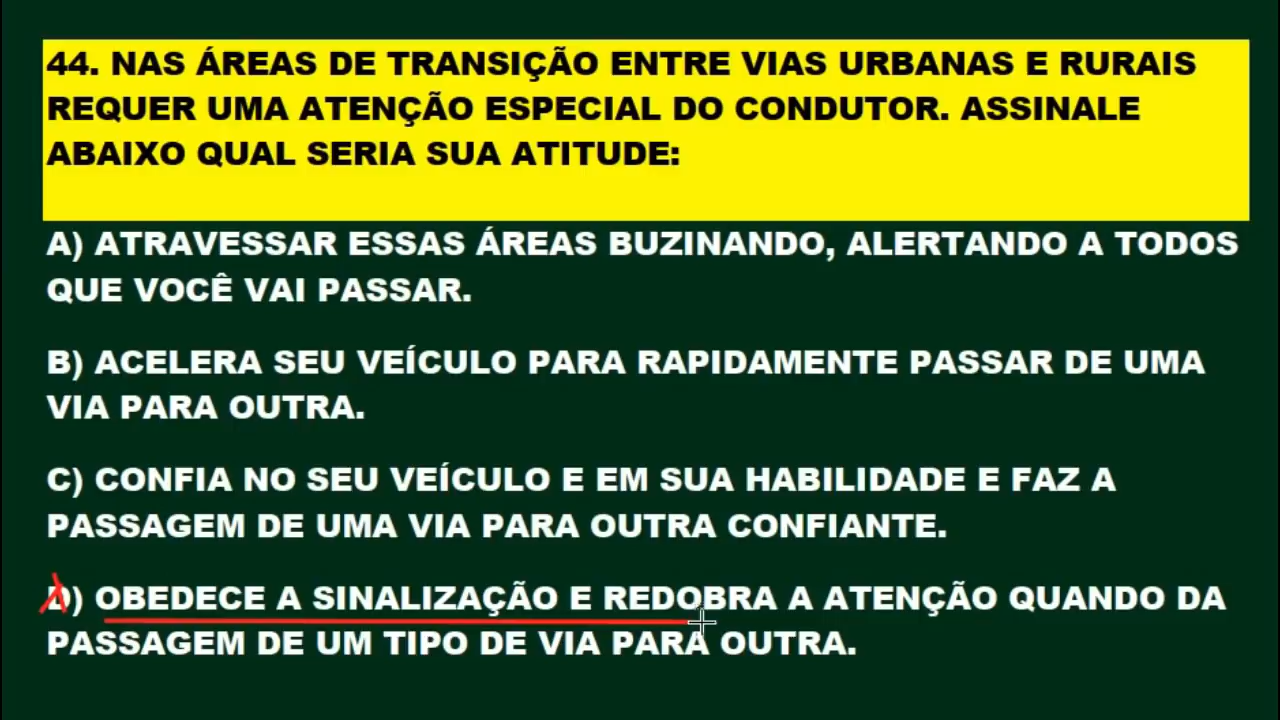 44. NAS ÁREAS DE TRANSIÇÃO ENTRE VIAS URBANAS E RURAIS
REQUER UMA ATENÇÃO ESPECIAL DO CONDUTOR. ASSINALE
ABAIXO QUAL SERIA SUA ATITUDE:
A) ATRAVESSAR ESSAS ÁREAS BUZINANDO, ALERTANDO A TODOS
QUE VOCÊ VAI PASSAR.
B) ACELERA SEU VEÍCULO PARA RAPIDAMENTE PASSAR DE UMA
VIA PARA OUTRA.
C) CONFIA NO SEU VEÍCULO E EM SUA HABILIDADE E FAZ A
PASSAGEM DE UMA VIA PARA OUTRA CONFIANTE.
D) OBEDECE A SINALIZAÇÃO E REDOBRA A ATENÇÃO QUANDO DA
PASSAGEM DE UM TIPO DE VIA PARA OUTRA.